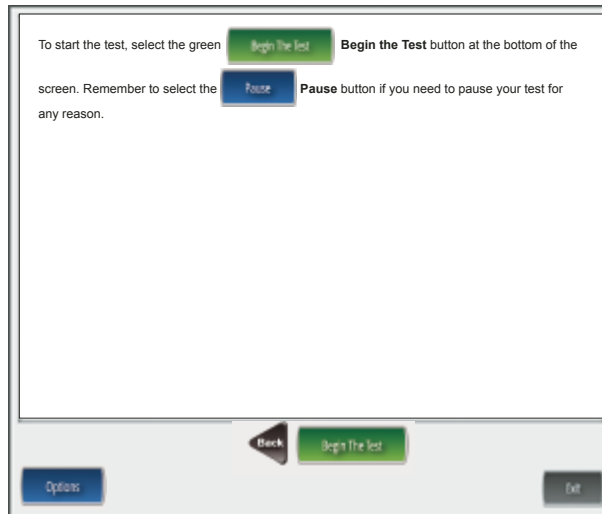 To start the test, select the green Begin The Test Begin the Test button at the bottom of the
screen. Remember to select the Pause Pause button if you need to pause your test for
any reason.
Back Begin The Test
Options Exit